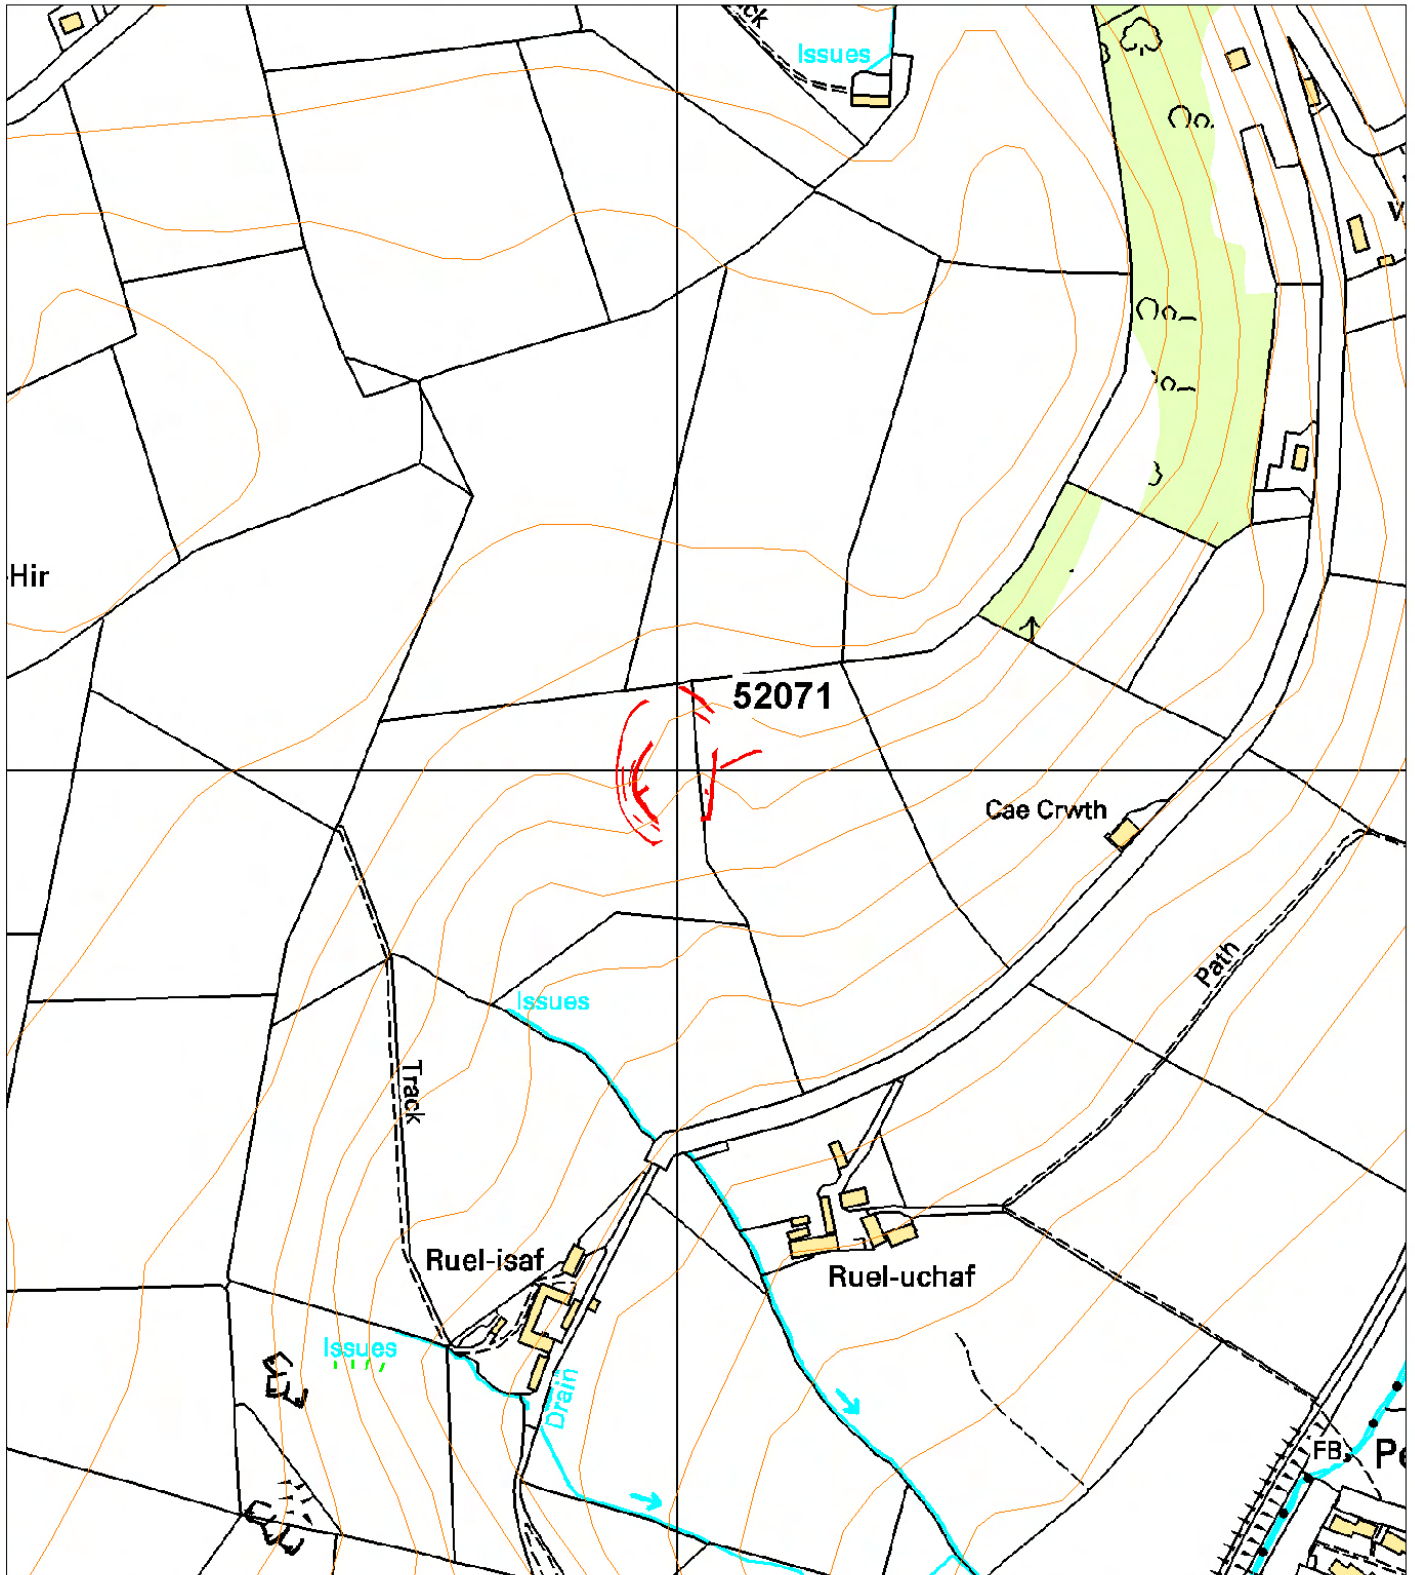 Issues
Hir
52071
Cae Crwth
Path
Issues
Track
Ruel-isaf
Ruel-uchaf
Issues
Drain
FB